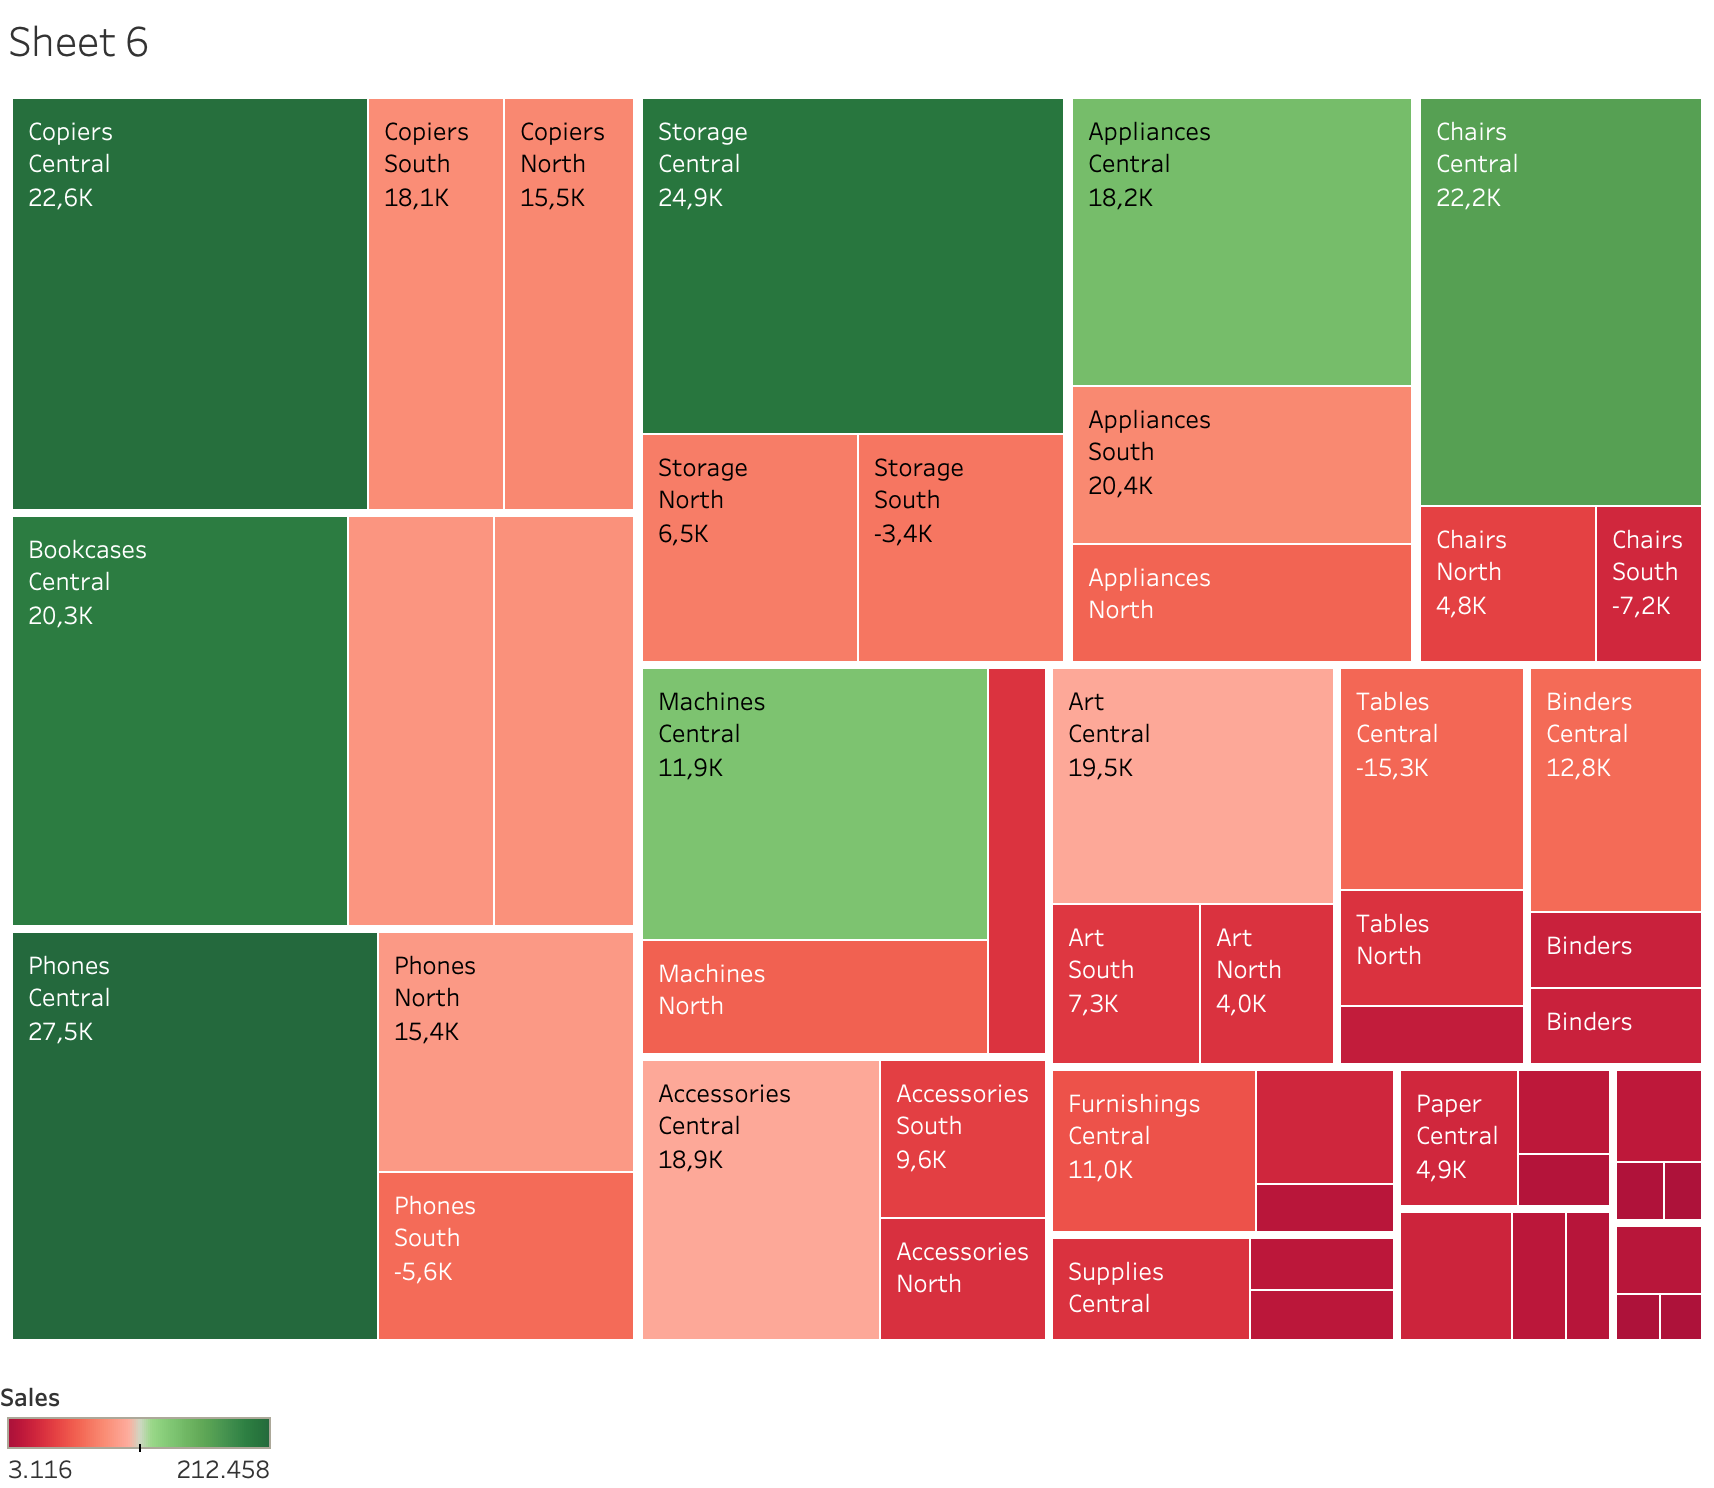 Sheet 6
Copiers
Central
22,6K
Copiers
South
18,1K
Copiers
North
15,5K
Storage
Central
24,9K
Appliances
Central
18,2K
Chairs
Central
22,2K
Appliances
South
20,4K
Storage
North
6,5K
Storage
South
-3,4K
Appliances
North
Chairs
North
4,8K
Chairs
South
-7,2K
Bookcases
Central
20,3K
Machines
Central
11,9K
Art
Central
19,5K
Tables
Central
-15,3K
Binders
Central
12,8K
Art
South
7,3K
Art
North
4,0K
Tables
North
Binders
Binders
Machines
North
Phones
Central
27,5K
Phones
North
15,4K
Phones
South
-5,6K
Accessories
Central
18,9K
Accessories
South
9,6K
Accessories
North
Furnishings
Central
11,0K
Paper
Central
4,9K
Supplies
Central
Sales
3.116
212.458